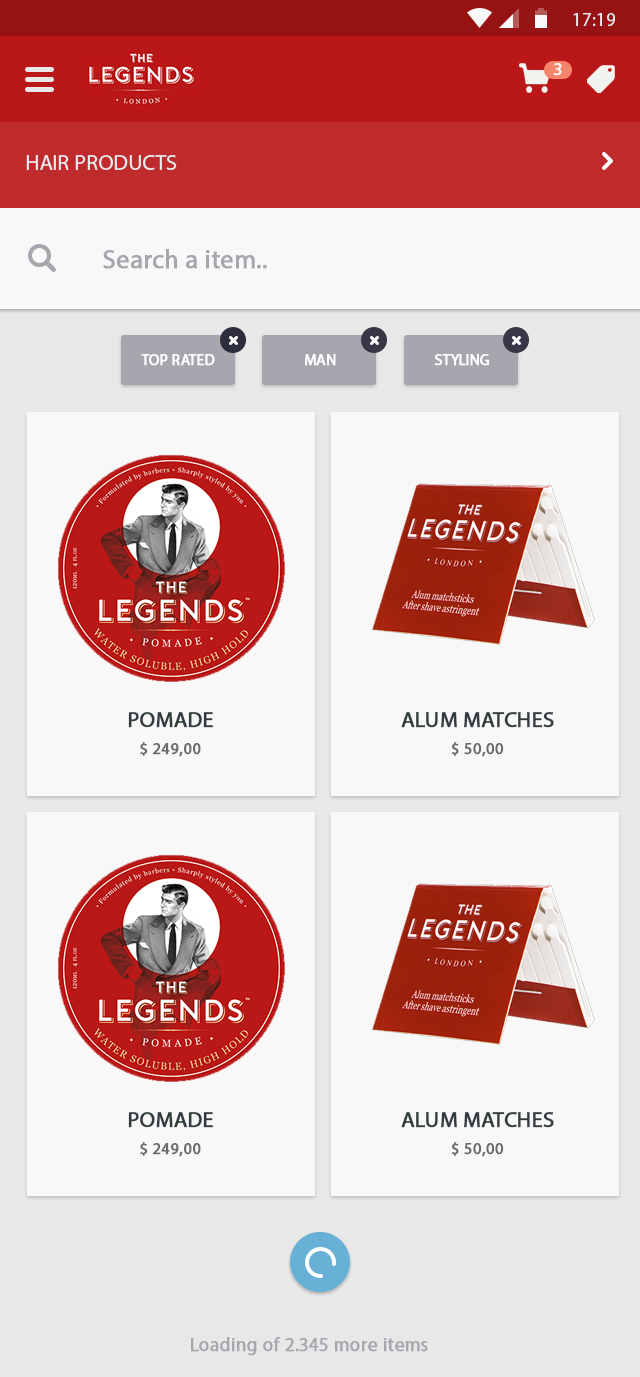 17:19
THE
LEGENDS
• LONDON •
3
HAIR PRODUCTS
Search a item..
TOP RATED
MAN
STYLING
• Formulated by barbers • Sharply styled by you •
120ML 4 FL.OZ
THE
LEGENDS™
• POMADE •
WATER SOLUBLE, HIGH HOLD
THE
LEGENDS
• LONDON •
Alum matchsticks
After shave astringent
POMADE
$ 249,00
ALUM MATCHES
$ 50,00
• Formulated by barbers • Sharply styled by you •
120ML 4 FL.OZ
THE
LEGENDS™
• POMADE •
WATER SOLUBLE, HIGH HOLD
THE
LEGENDS
• LONDON •
Alum matchsticks
After shave astringent
POMADE
$ 249,00
ALUM MATCHES
$ 50,00
Loading of 2.345 more items